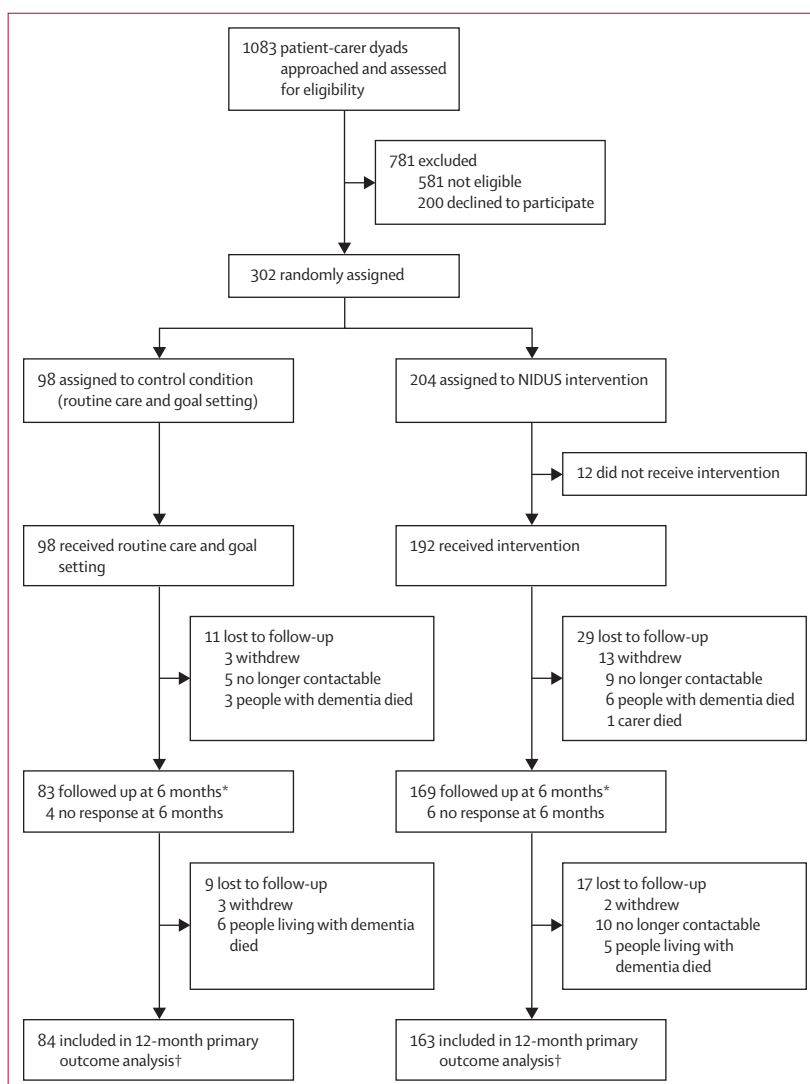 1083 patient-carer dyads
approached and assessed
for eligibility
781 excluded
581 not eligible
200 declined to participate
302 randomly assigned
98 assigned to control condition
(routine care and goal setting)
204 assigned to NIDUS intervention
12 did not receive intervention
98 received routine care and goal
setting
192 received intervention
11 lost to follow-up
3 withdrew
5 no longer contactable
3 people with dementia died
29 lost to follow-up
13 withdrew
9 no longer contactable
6 people with dementia died
1 carer died
83 followed up at 6 months*
4 no response at 6 months
169 followed up at 6 months*
6 no response at 6 months
9 lost to follow-up
3 withdrew
6 people living with dementia
died
17 lost to follow-up
2 withdrew
10 no longer contactable
5 people living with
dementia died
84 included in 12-month primary
outcome analysis†
163 included in 12-month primary
outcome analysis†